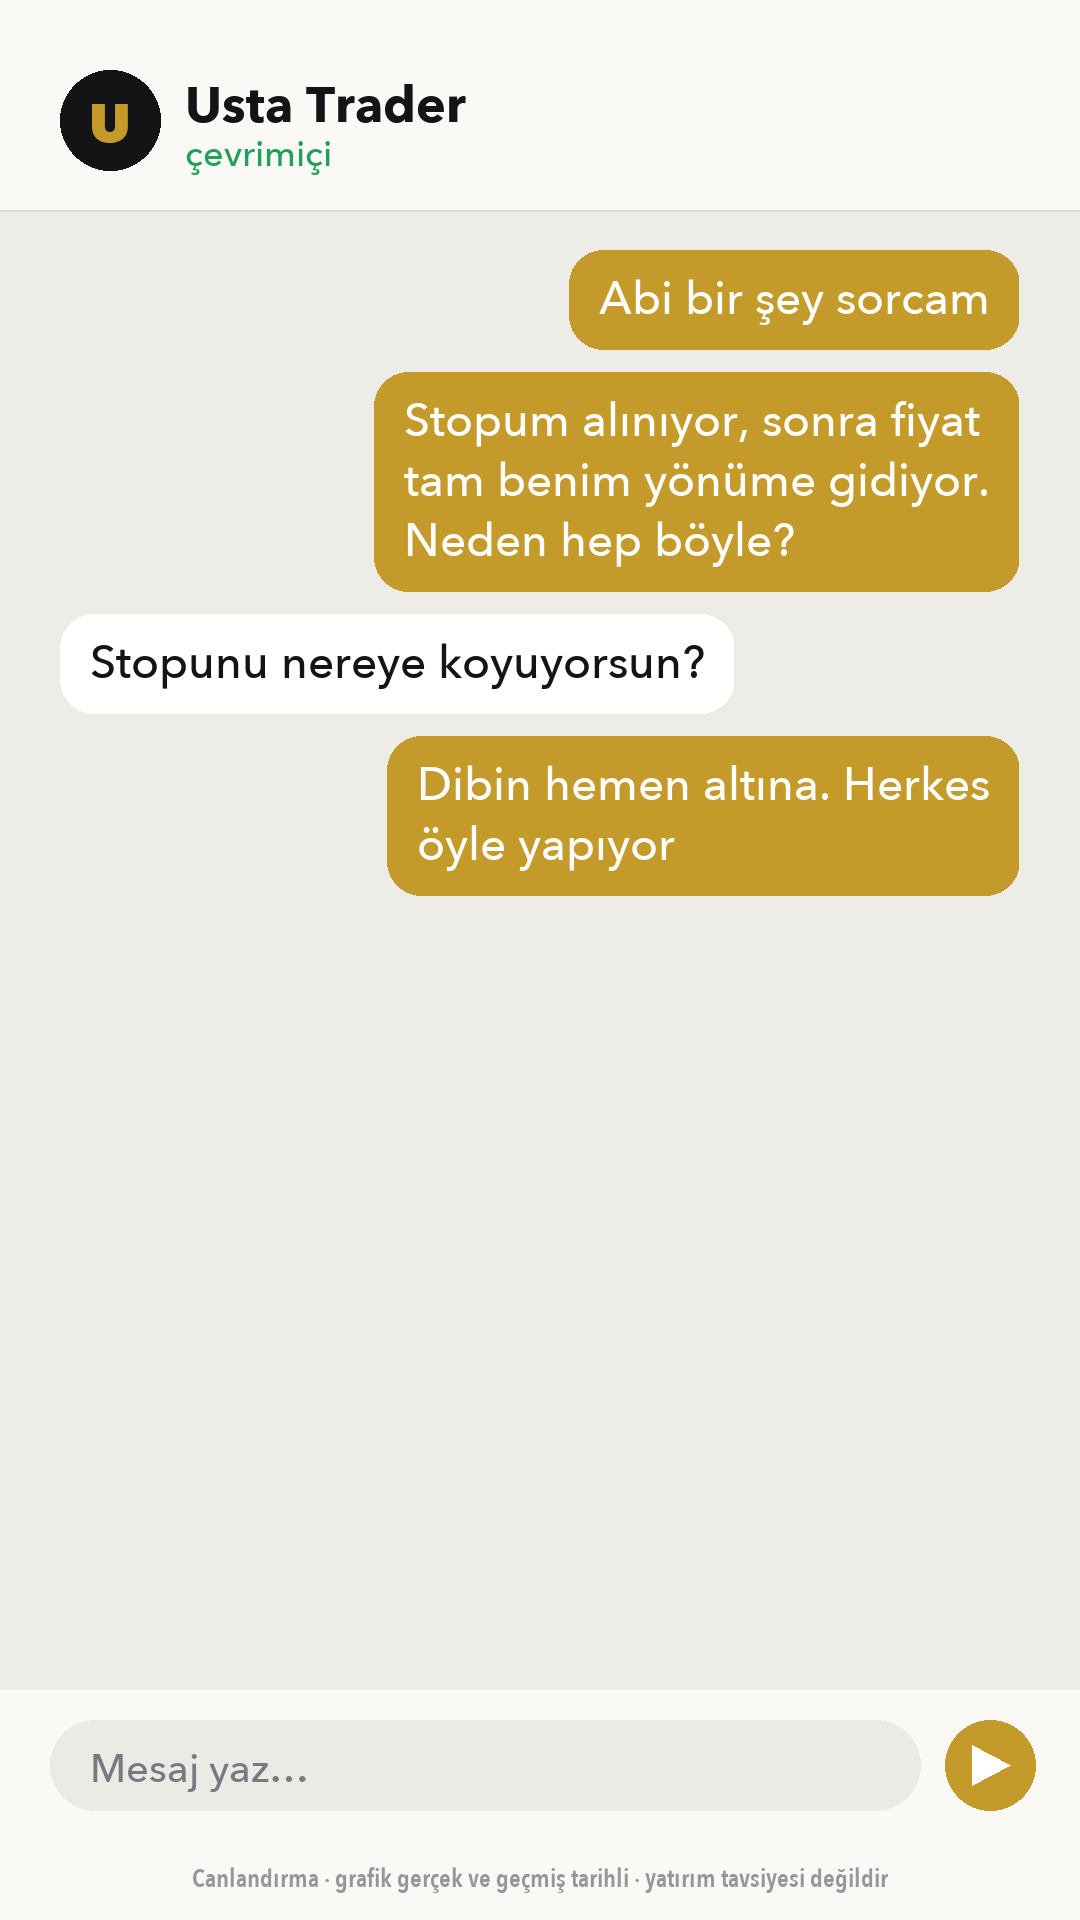 U
Usta Trader
çevrimiçi
Abi bir şey sorcam
Stopum alınıyor, sonra fiyat
tam benim yönüme gidiyor.
Neden hep böyle?
Stopunu nereye koyuyorsun?
Dibin hemen altına. Herkes
öyle yapıyor
Mesaj yaz...
Canlandırma · grafik gerçek ve geçmiş tarihli · yatırım tavsiyesi değildir